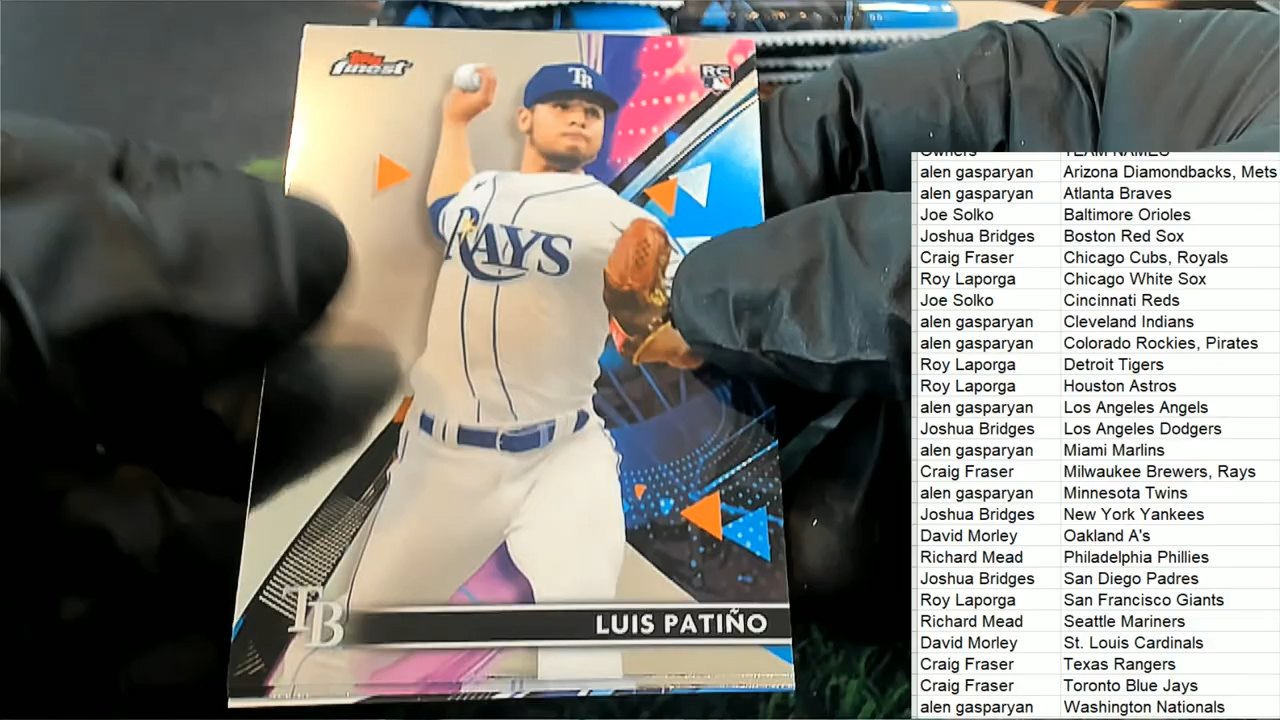 Topps
finest
RC
TB
RAYS
TB
LUIS PATIÑO
Owners TEAM NAMES
alen gasparyan Arizona Diamondbacks, Mets
alen gasparyan Atlanta Braves
Joe Solko Baltimore Orioles
Joshua Bridges Boston Red Sox
Craig Fraser Chicago Cubs, Royals
Roy Laporga Chicago White Sox
Joe Solko Cincinnati Reds
alen gasparyan Cleveland Indians
alen gasparyan Colorado Rockies, Pirates
Roy Laporga Detroit Tigers
Roy Laporga Houston Astros
alen gasparyan Los Angeles Angels
Joshua Bridges Los Angeles Dodgers
alen gasparyan Miami Marlins
Craig Fraser Milwaukee Brewers, Rays
alen gasparyan Minnesota Twins
Joshua Bridges New York Yankees
David Morley Oakland A's
Richard Mead Philadelphia Phillies
Joshua Bridges San Diego Padres
Roy Laporga San Francisco Giants
Richard Mead Seattle Mariners
David Morley St. Louis Cardinals
Craig Fraser Texas Rangers
Craig Fraser Toronto Blue Jays
alen gasparyan Washington Nationals